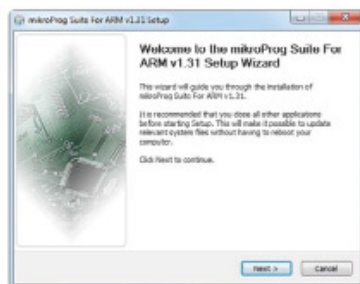 mikroProg Suite For ARM v1.31 Setup
Welcome to the mikroProg Suite For
ARM v1.31 Setup Wizard
This wizard will guide you through the installation of
mikroProg Suite For ARM v1.31.
It is recommended that you close all other applications
before starting Setup. This will make it possible to update
relevant system files without having to reboot your
computer.
Click Next to continue.
Next >
Cancel